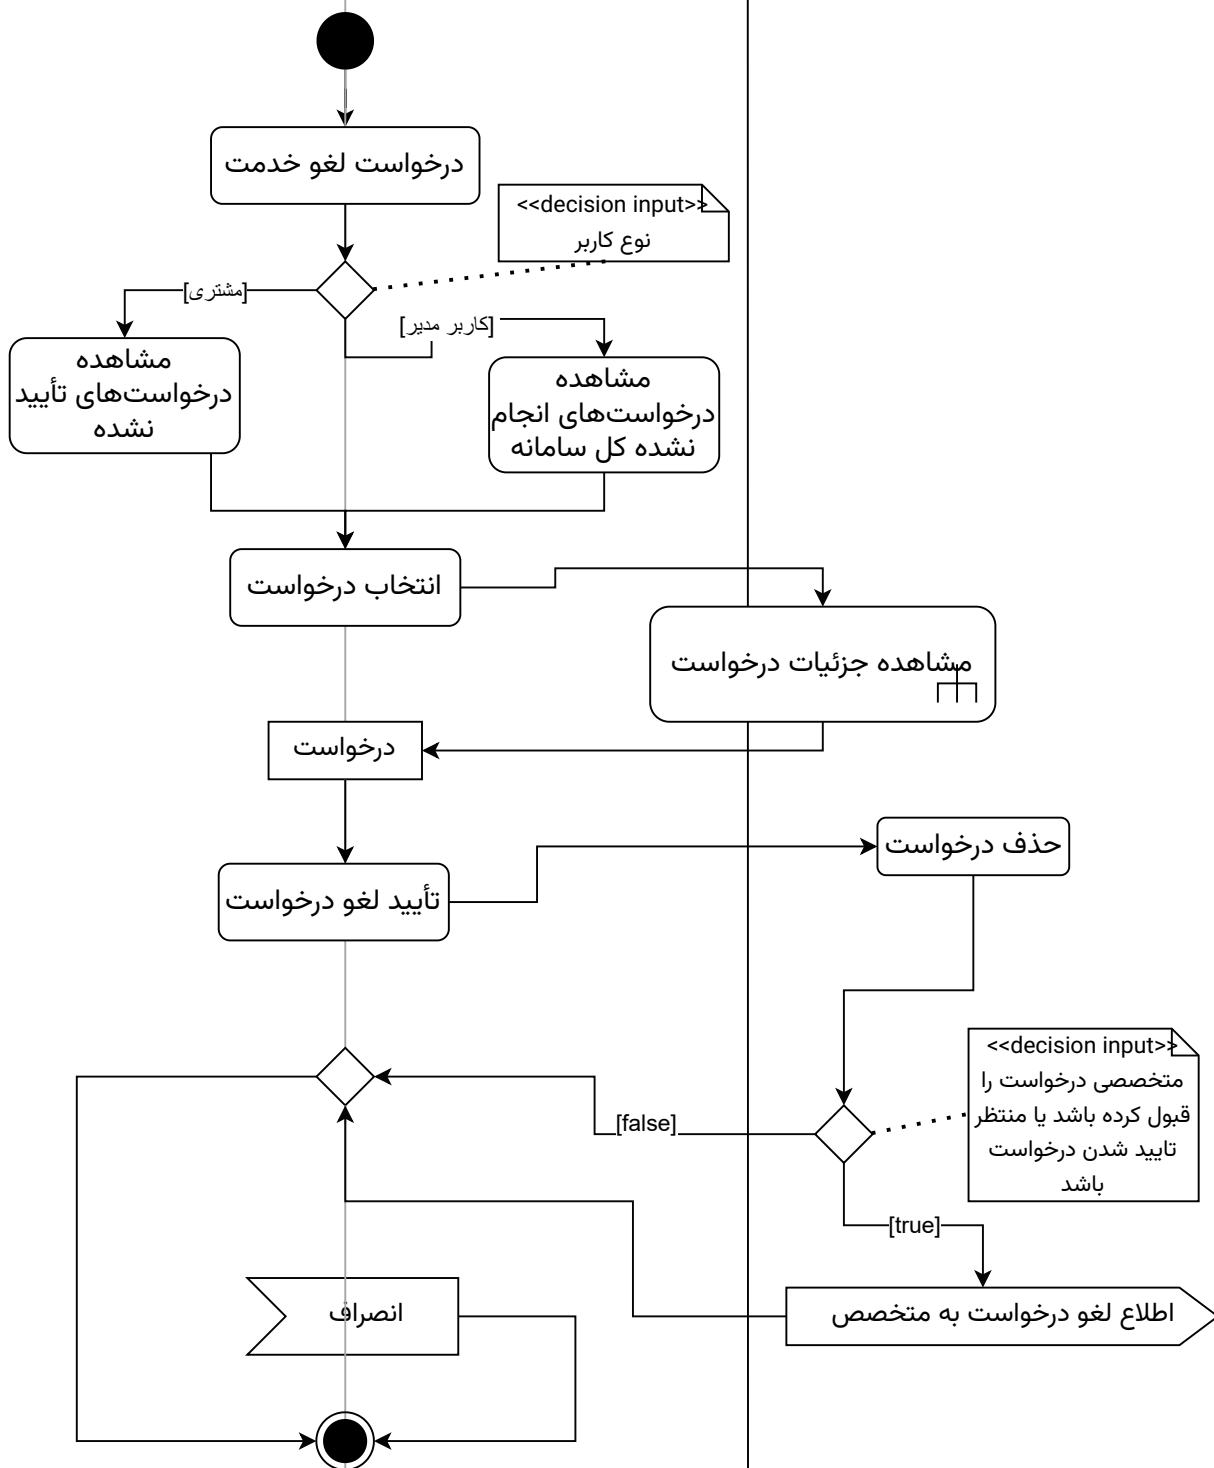 درخواست لغو خدمت
<<decision input>>
نوع کاربر
[مشتری]
[کاربر مدیر]
مشاهده
درخواست‌های تأیید
نشده
مشاهده
درخواست‌های انجام
نشده کل سامانه
انتخاب درخواست
مشاهده جزئیات درخواست
درخواست
حذف درخواست
تأیید لغو درخواست
<<decision input>>
متخصصی درخواست را
قبول کرده باشد یا منتظر
تایید شدن درخواست
باشد
[false]
[true]
انصراف
اطلاع لغو درخواست به متخصص